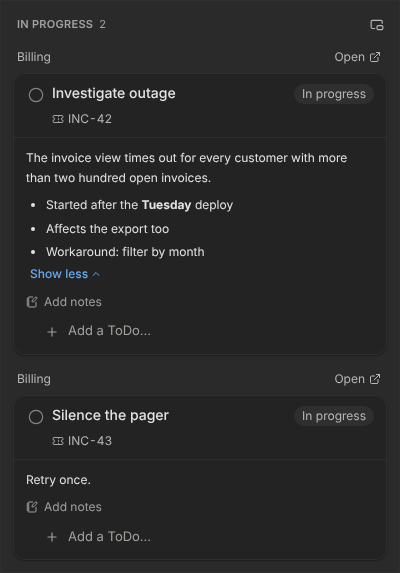 IN PROGRESS 2
Billing
Open
Investigate outage
In progress
INC-42
The invoice view times out for every customer with more
than two hundred open invoices.
• Started after the Tuesday deploy
• Affects the export too
• Workaround: filter by month
Show less
Add notes
+ Add a ToDo...
Billing
Open
Silence the pager
In progress
INC-43
Retry once.
Add notes
+ Add a ToDo...